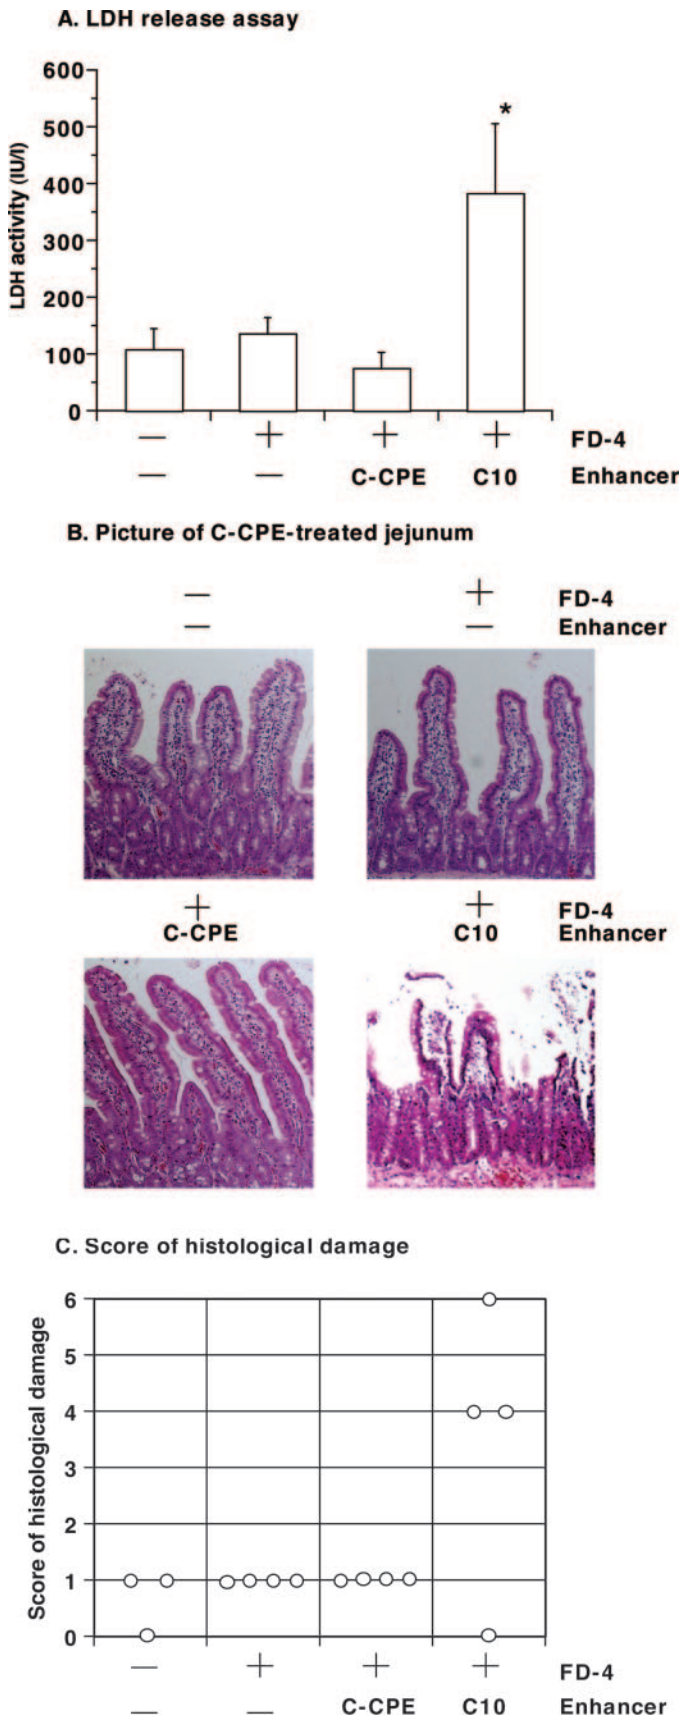 A. LDH release assay
600
500
400
300
200
100
0
LDH activity (IU/l)
*
— + + + FD-4
— — C-CPE C10 Enhancer
B. Picture of C-CPE-treated jejunum
— + FD-4
— — Enhancer
+ + FD-4
C-CPE C10 Enhancer
C. Score of histological damage
6
5
4
3
2
1
0
Score of histological damage
— + + + FD-4
— — C-CPE C10 Enhancer